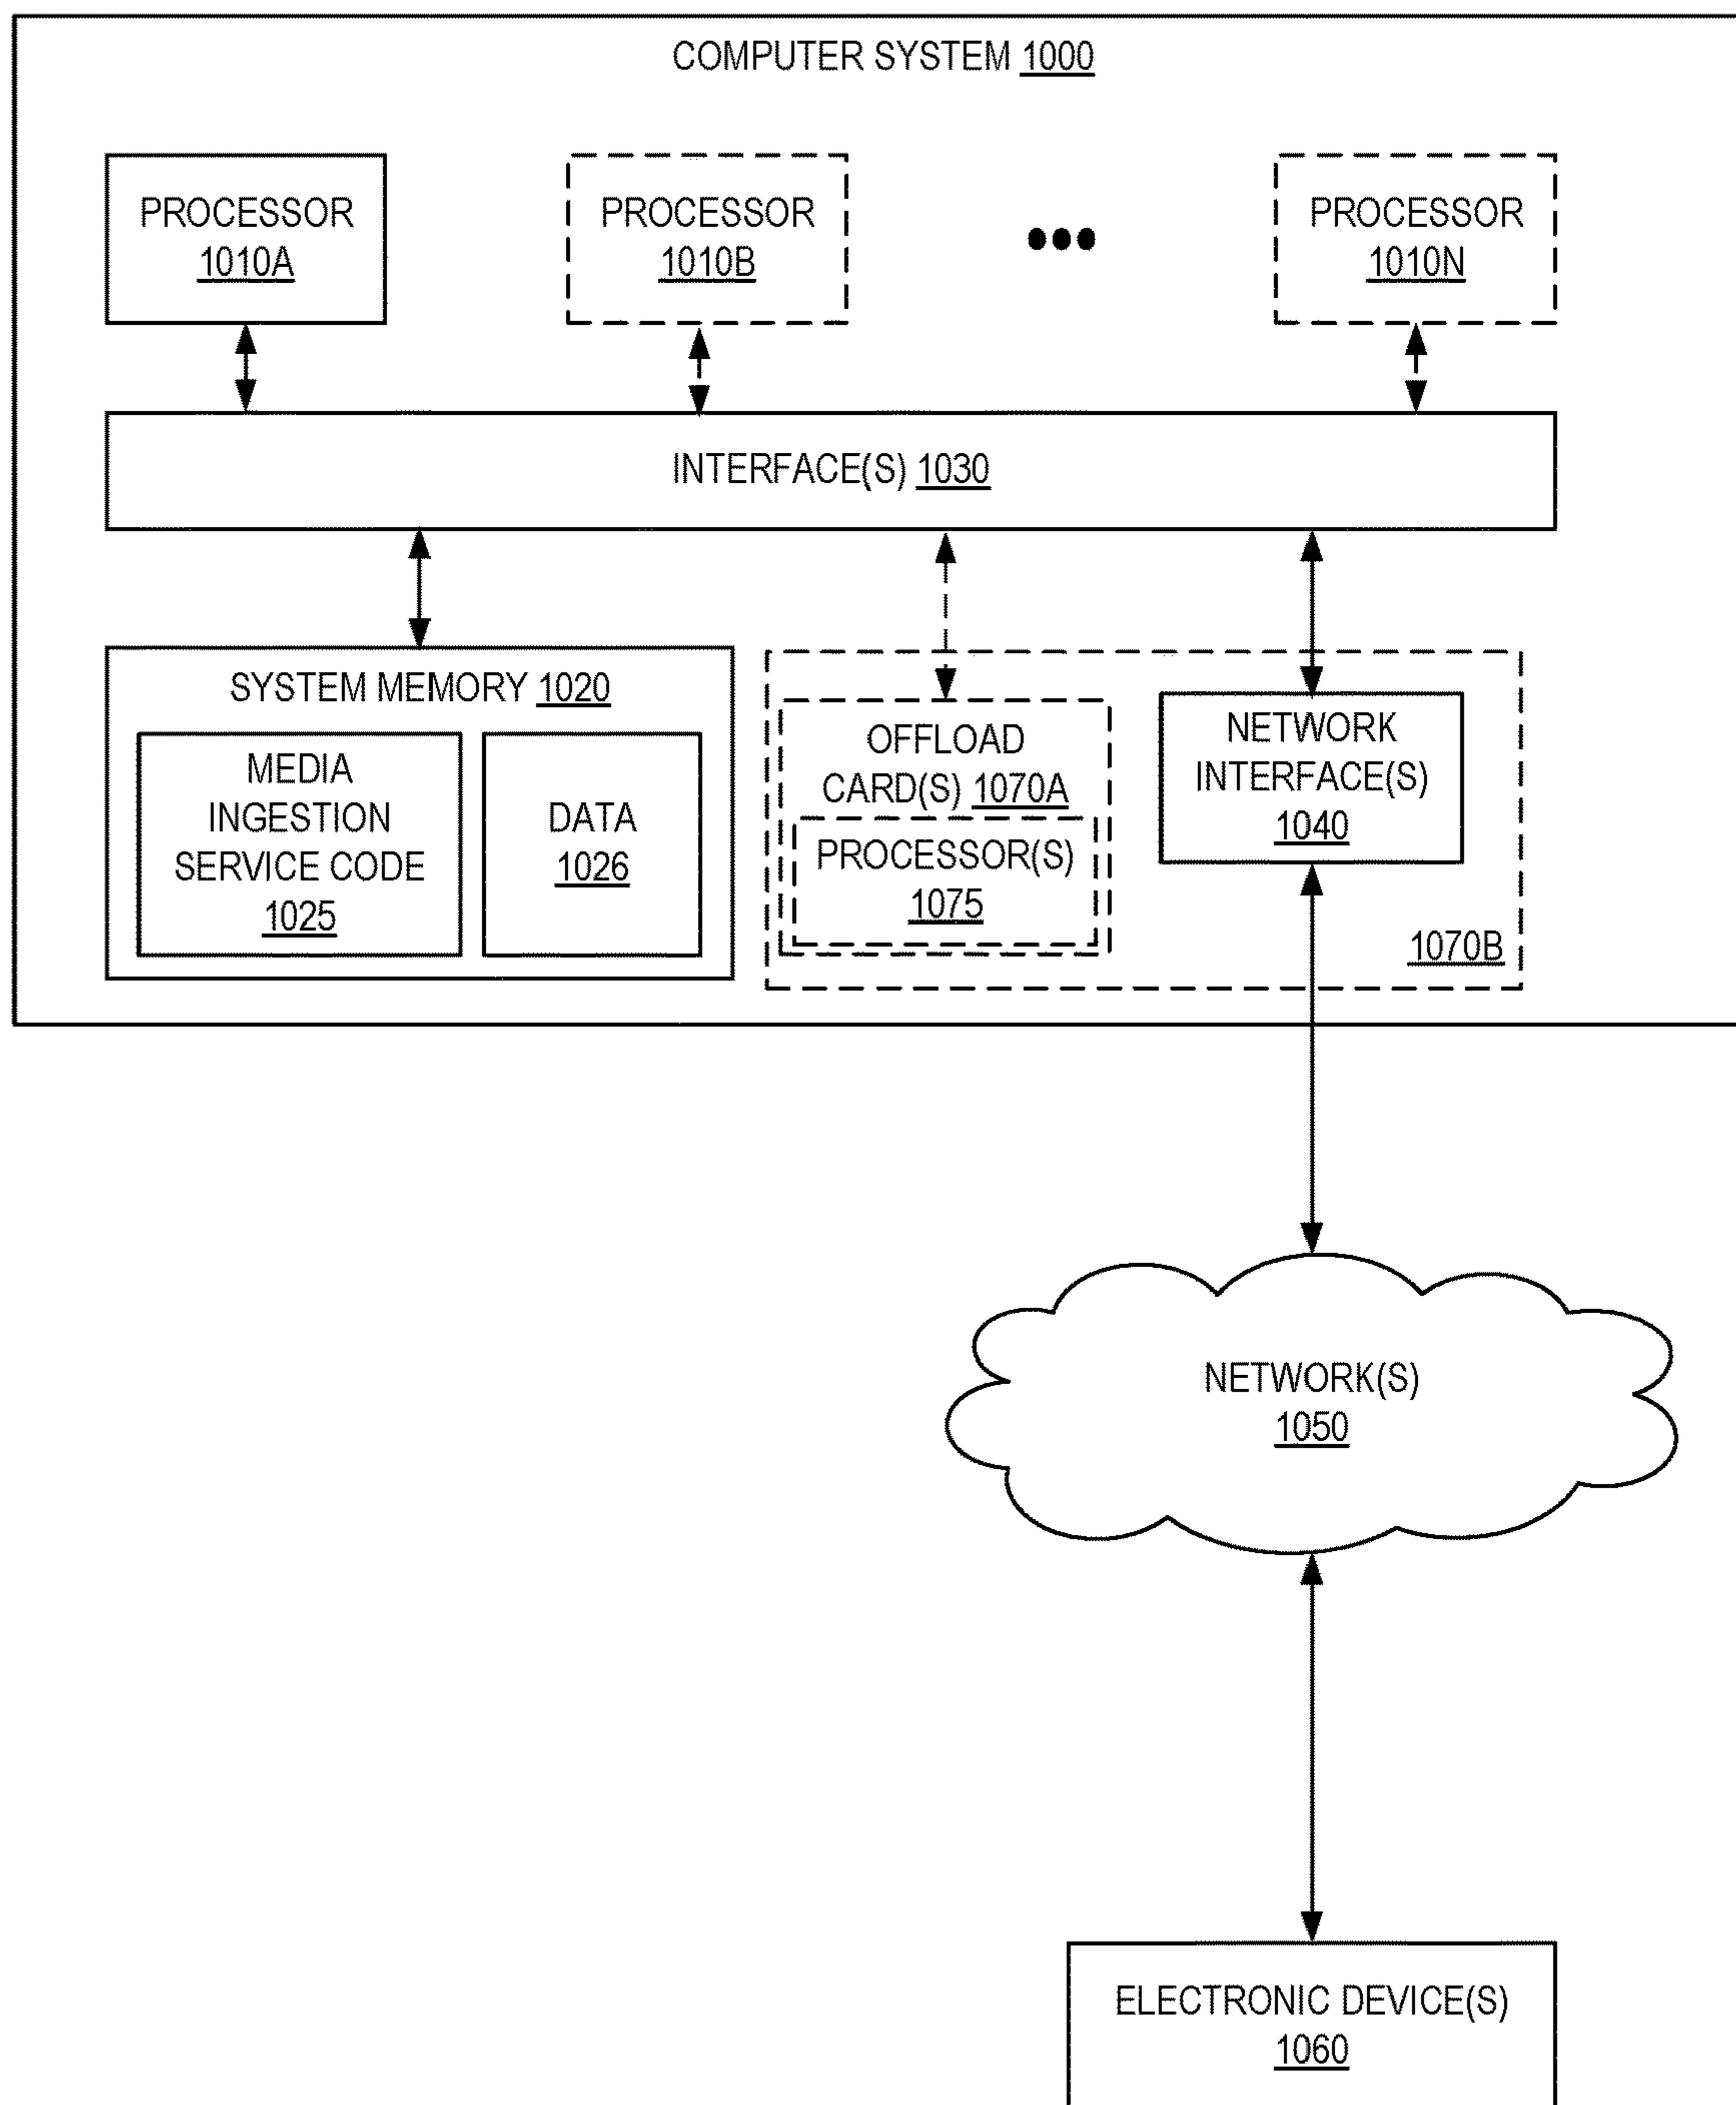 COMPUTER SYSTEM 1000
PROCESSOR
1010A
PROCESSOR
1010B
PROCESSOR
1010N
INTERFACE(S) 1030
SYSTEM MEMORY 1020
MEDIA
INGESTION
SERVICE CODE
1025
DATA
1026
OFFLOAD
CARD(S) 1070A
PROCESSOR(S)
1075
NETWORK
INTERFACE(S)
1040
1070B
NETWORK(S)
1050
ELECTRONIC DEVICE(S)
1060